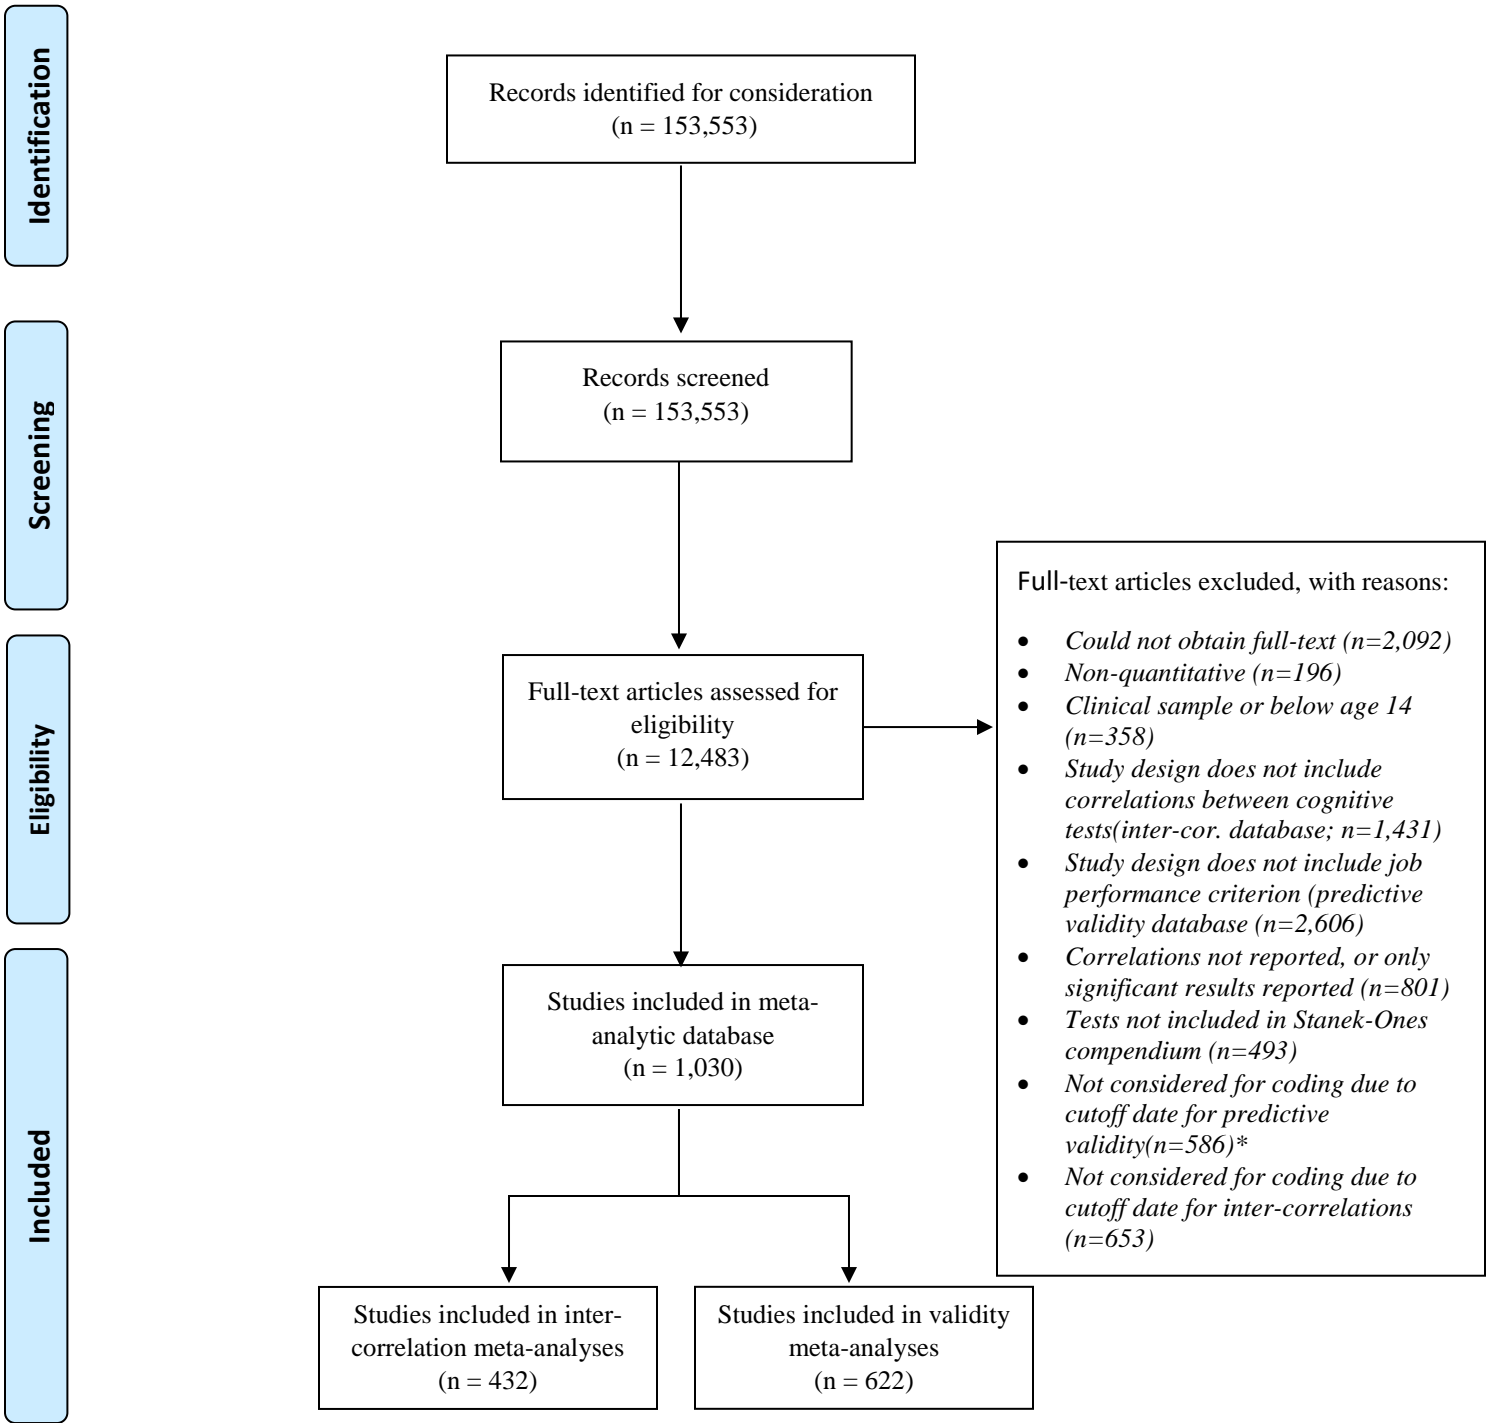 Identification
Records identified for consideration
(n = 153,553)
Screening
Records screened
(n = 153,553)
Eligibility
Full-text articles assessed for
eligibility
(n = 12,483)
Full-text articles excluded, with reasons:
• Could not obtain full-text (n=2,092)
• Non-quantitative (n=196)
• Clinical sample or below age 14
(n=358)
• Study design does not include
correlations between cognitive
tests(inter-cor. database; n=1,431)
• Study design does not include job
performance criterion (predictive
validity database (n=2,606)
• Correlations not reported, or only
significant results reported (n=801)
• Tests not included in Stanek-Ones
compendium (n=493)
• Not considered for coding due to
cutoff date for predictive
validity(n=586)*
• Not considered for coding due to
cutoff date for inter-correlations
(n=653)
Included
Studies included in meta-
analytic database
(n = 1,030)
Studies included in inter-
correlation meta-analyses
(n = 432)
Studies included in validity
meta-analyses
(n = 622)